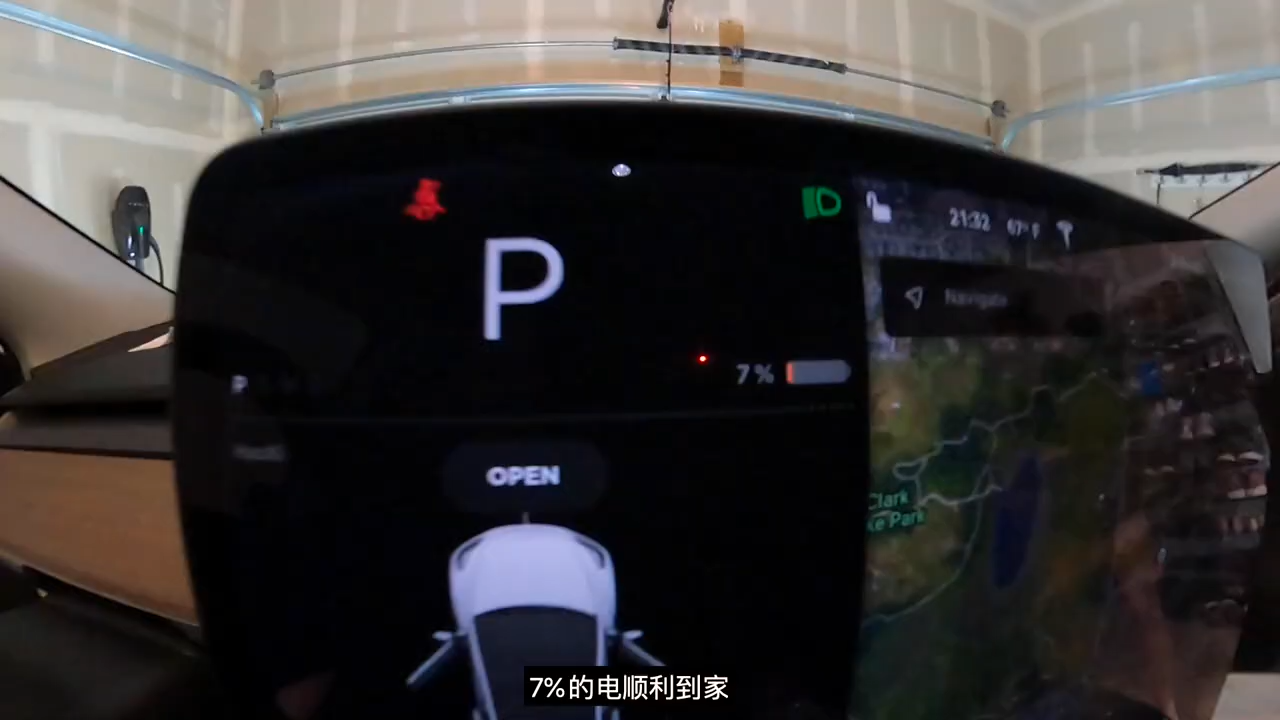 P
21:32 67° F
Navigate
7 %
P
OPEN
Clark
ke Park
7%的电顺利到家